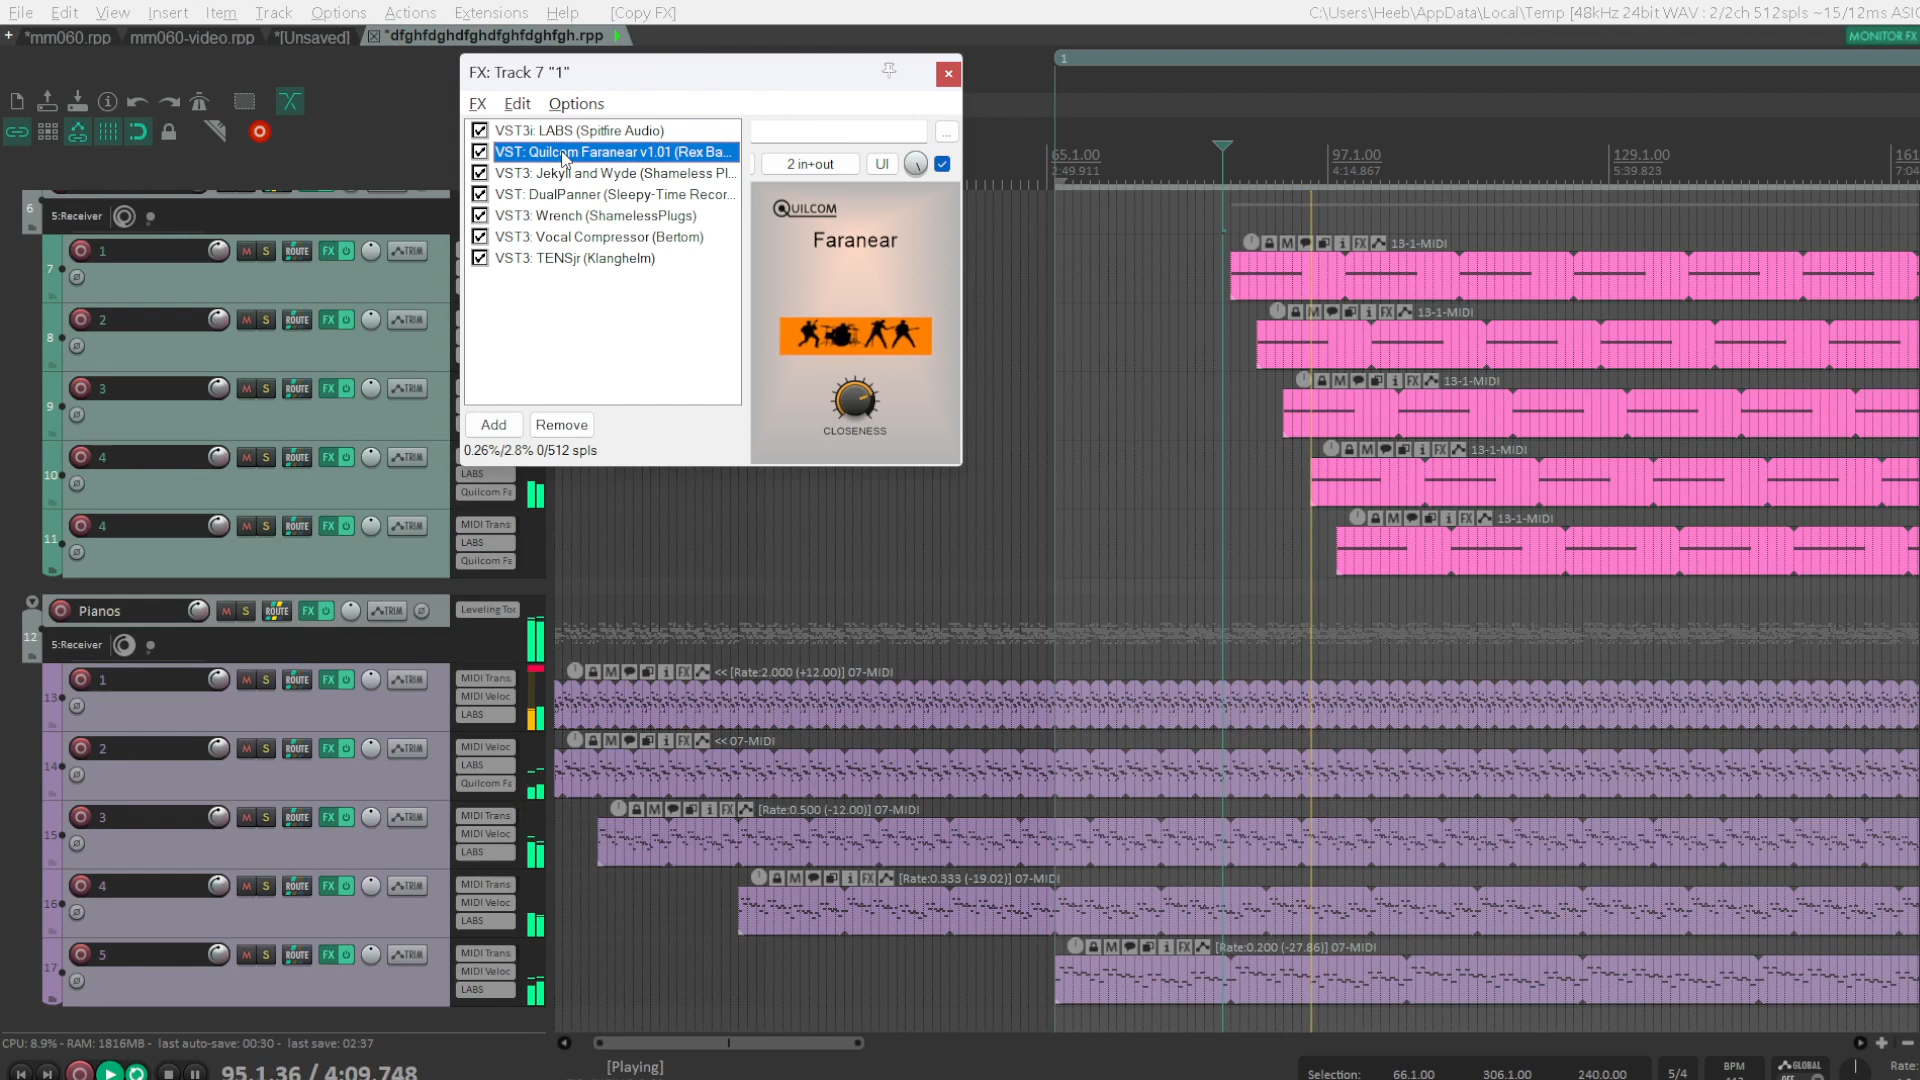 File Edit View Insert Item Track Options Actions Extensions Help [Copy FX]
C:\Users\Heeb\AppData\Local\Temp [48kHz 24bit WAV : 2/2ch 512spls ~15/12ms ASIO
+ *mm060.rpp mm060-video.rpp *[Unsaved] *dfghfdghdfghdfghfdghfgh.rpp
MONITOR FX
FX: Track 7 "1"
FX Edit Options
VST3i: LABS (Spitfire Audio)
VST: Quilcom Faranear v1.01 (Rex Ba...
VST3: Jekyll and Wyde (Shameless Pl...
VST: DualPanner (Sleepy-Time Recor...
VST3: Wrench (ShamelessPlugs)
VST3: Vocal Compressor (Bertom)
VST3: TENSjr (Klanghelm)
Add Remove
0.26%/2.8% 0/512 spls
...
2 in+out UI
QUILCOM
Faranear
CLOSENESS
1
65.1.00
2:49.911
97.1.00
4:14.867
129.1.00
5:39.823
161
7:04
6 5:Receiver
7 1 M S ROUTE FX TRIM
8 2 M S ROUTE FX TRIM
9 3 M S ROUTE FX TRIM
10 4 M S ROUTE FX TRIM
LABS
Quilcom Fa
11 4 M S ROUTE FX TRIM
MIDI Trans
LABS
Quilcom Fa
M i FX 13-1-MIDI
M i FX 13-1-MIDI
M i FX 13-1-MIDI
M i FX 13-1-MIDI
M i FX 13-1-MIDI
Pianos M S ROUTE FX TRIM
Leveling Too
12 5:Receiver
13 1 M S ROUTE FX TRIM
MIDI Trans
MIDI Veloc
LABS
M i FX << [Rate:2.000 (+12.00)] 07-MIDI
14 2 M S ROUTE FX TRIM
MIDI Veloc
LABS
Quilcom Fa
M i FX << 07-MIDI
15 3 M S ROUTE FX TRIM
MIDI Trans
MIDI Veloc
LABS
M i FX [Rate:0.500 (-12.00)] 07-MIDI
16 4 M S ROUTE FX TRIM
MIDI Trans
MIDI Veloc
LABS
M i FX [Rate:0.333 (-19.02)] 07-MIDI
17 5 M S ROUTE FX TRIM
MIDI Trans
MIDI Veloc
LABS
M i FX [Rate:0.200 (-27.86)] 07-MIDI
CPU: 8.9% - RAM: 1816MB - last auto-save: 00:30 - last save: 02:37
95.1.36 / 4:09.748
[Playing]
Selection: 66.1.00 306.1.00 240.0.00
5/4
BPM
GLOBAL
Rate: